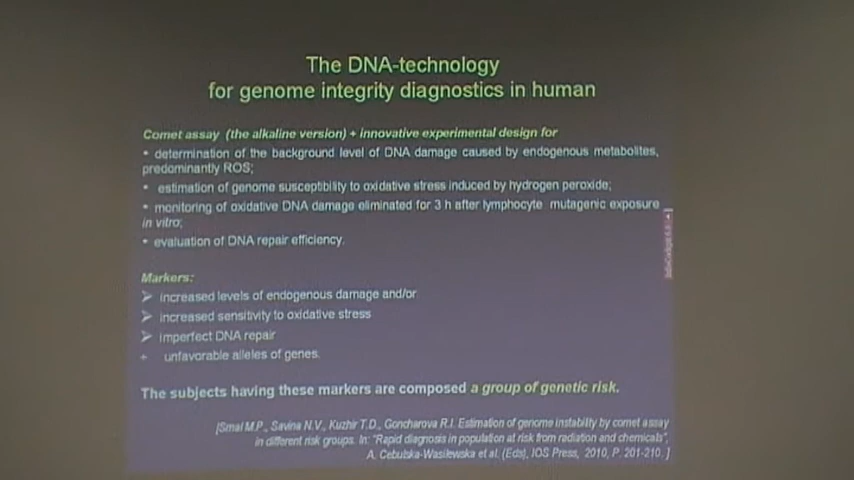 The DNA-technology
for genome integrity diagnostics in human
Comet assay (the alkaline version) + innovative experimental design for
• determination of the background level of DNA damage caused by endogenous metabolites,
predominantly ROS;
• estimation of genome susceptibility to oxidative stress induced by hydrogen peroxide;
• monitoring of oxidative DNA damage eliminated for 3 h after lymphocyte mutagenic exposure
in vitro;
• evaluation of DNA repair efficiency.
Markers:
➢ increased levels of endogenous damage and/or
➢ increased sensitivity to oxidative stress
➢ imperfect DNA repair
+ unfavorable alleles of genes.
The subjects having these markers are composed a group of genetic risk.
[Smal M.P., Savina N.V., Kuzhir T.D., Goncharova R.I. Estimation of genome instability by comet assay
in different risk groups. In: "Rapid diagnosis in population at risk from radiation and chemicals",
A. Cebulska-Wasilewska et al. (Eds), IOS Press, 2010, P. 201-210. ]